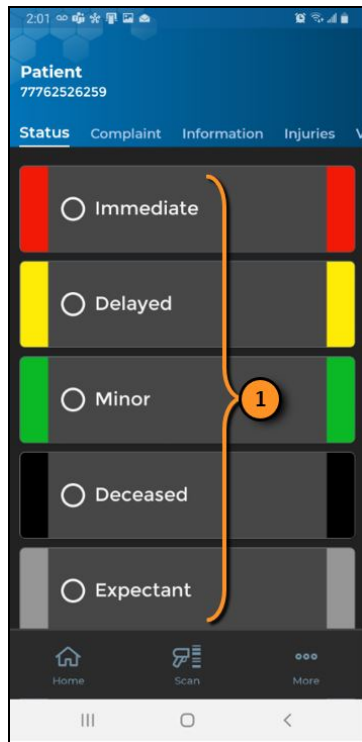 2:01
Patient
77762526259
Status Complaint Information Injuries V
Immediate
Delayed
Minor
1
Deceased
Expectant
Home Scan More